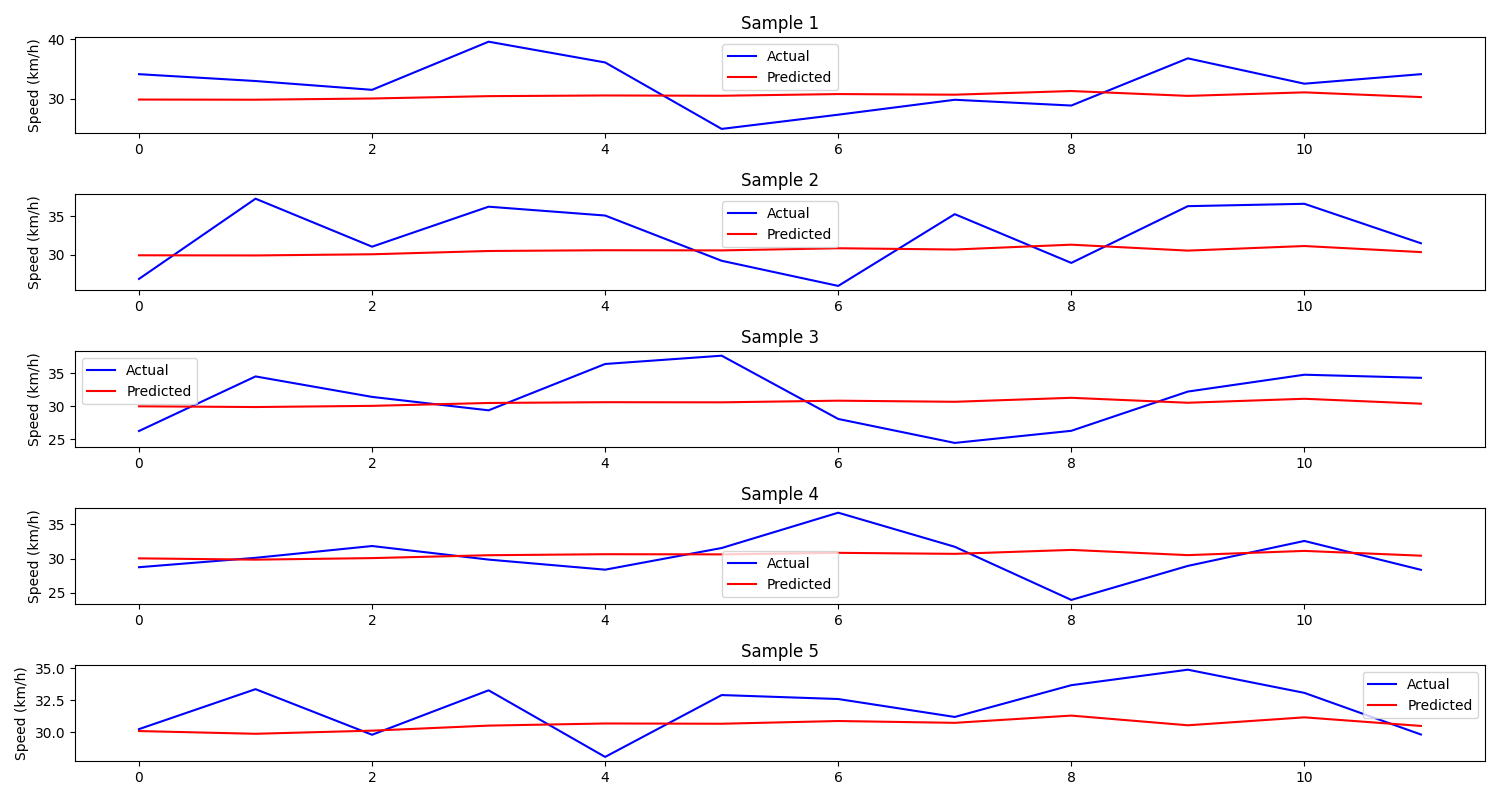 Sample 1
Speed (km/h)
40
30
Actual
Predicted
0 2 4 6 8 10
Sample 2
Speed (km/h)
35
30
Actual
Predicted
0 2 4 6 8 10
Sample 3
Speed (km/h)
35
30
25
Actual
Predicted
0 2 4 6 8 10
Sample 4
Speed (km/h)
35
30
25
Actual
Predicted
0 2 4 6 8 10
Sample 5
Speed (km/h)
35.0
32.5
30.0
Actual
Predicted
0 2 4 6 8 10